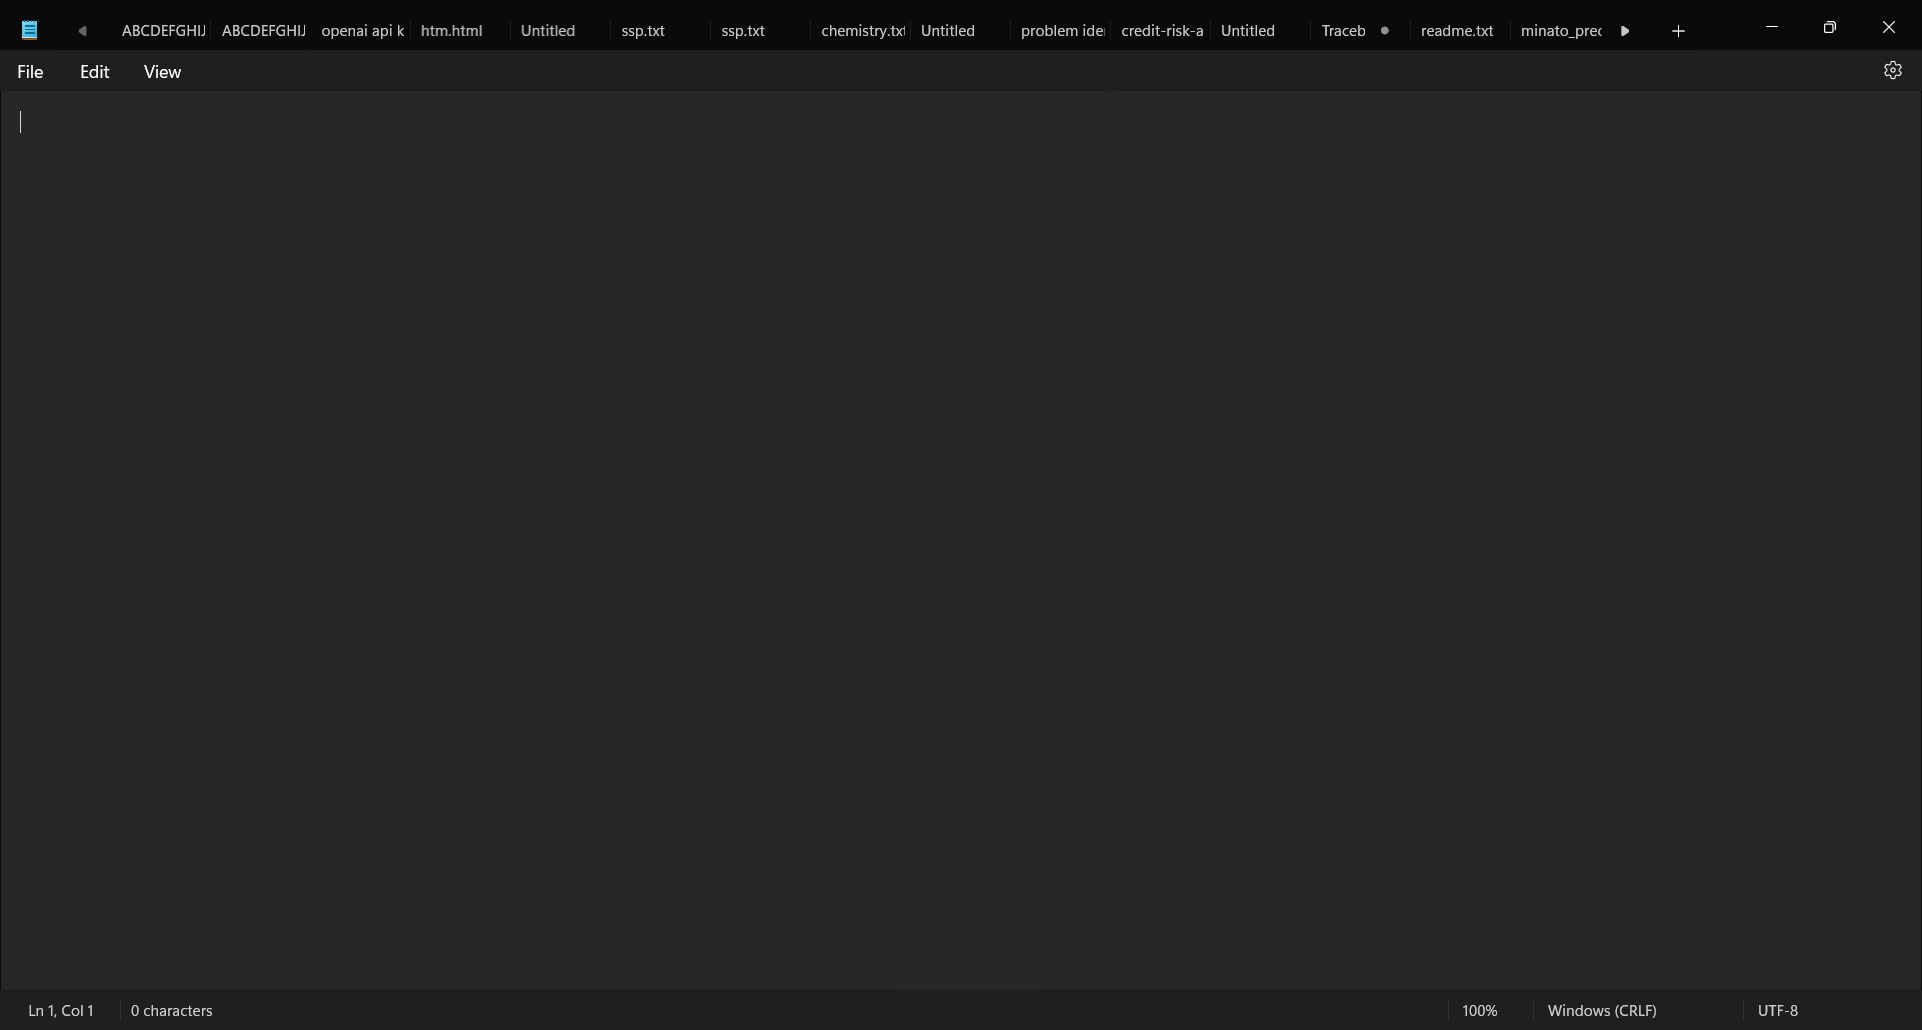 ABCDEFGHIJ ABCDEFGHIJ openai api k htm.html Untitled ssp.txt ssp.txt chemistry.txt Untitled problem ide credit-risk-a Untitled Traceb readme.txt minato_prec
File Edit View
Ln 1, Col 1 0 characters 100% Windows (CRLF) UTF-8